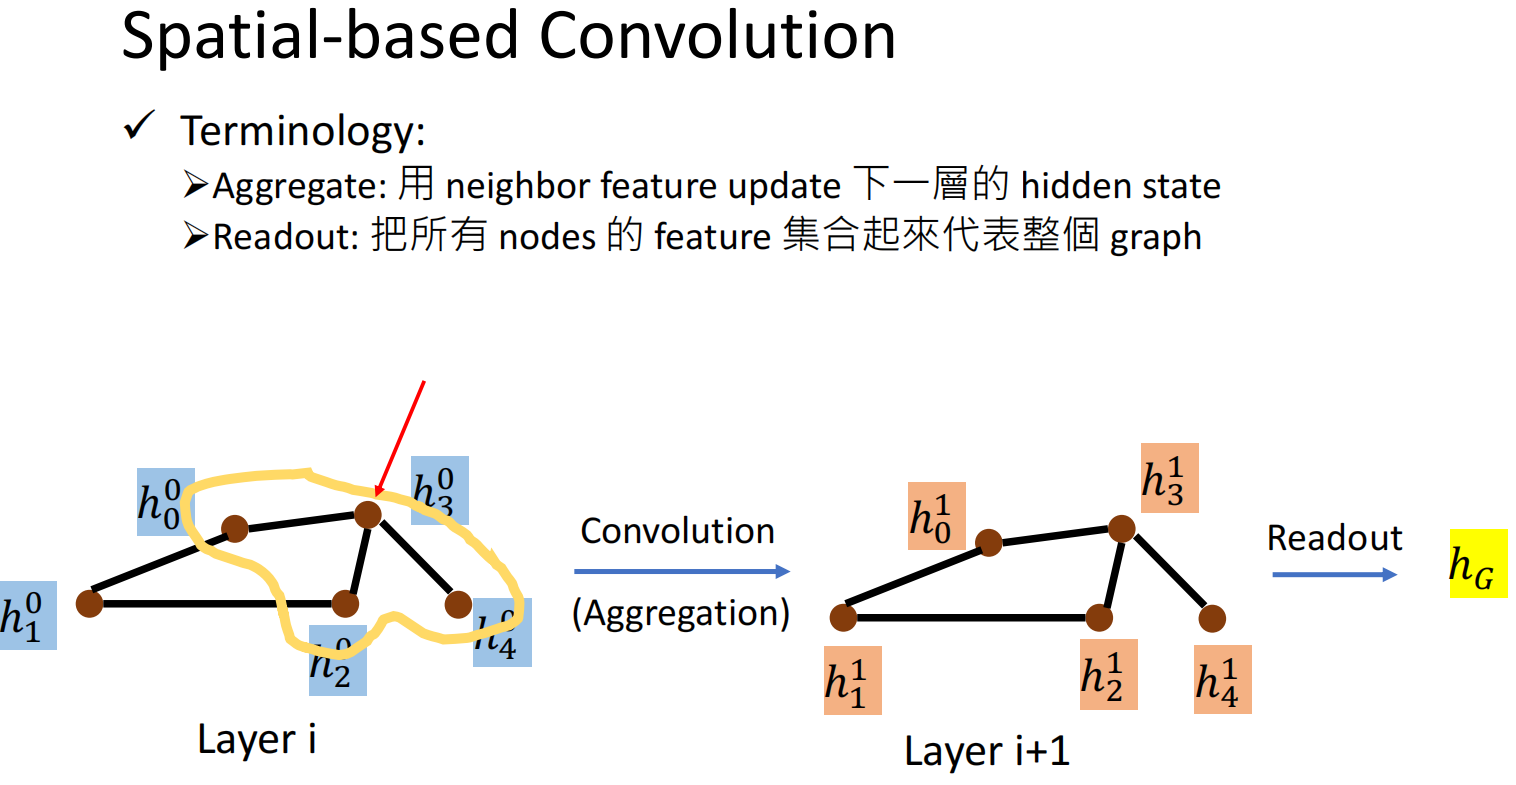 Spatial-based Convolution
✓ Terminology:
➢Aggregate: 用 neighbor feature update 下一層的 hidden state
➢Readout: 把所有 nodes 的 feature 集合起來代表整個 graph
h_0^0
h_3^0
h_1^0
h_2^0
h_4^0
Layer i
Convolution
(Aggregation)
h_0^1
h_3^1
h_1^1
h_2^1
h_4^1
Layer i+1
Readout
h_G